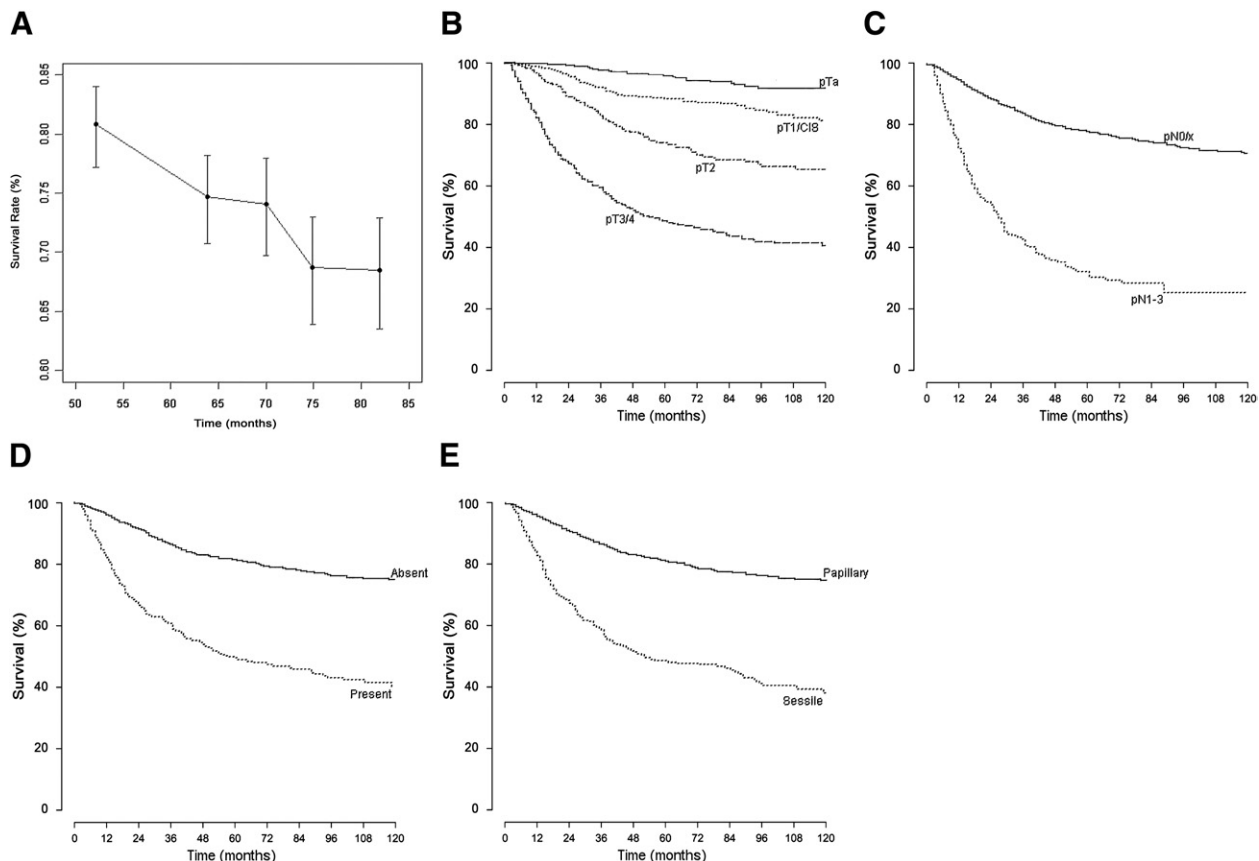 A
Survival Rate (%)
0.85
0.80
0.75
0.70
0.65
0.60
50 55 60 65 70 75 80 85
Time (months)
B
Survival (%)
100
80
60
40
20
0
pTa
pT1/CIS
pT2
pT3/4
0 12 24 36 48 60 72 84 96 108 120
Time (months)
C
Survival (%)
100
80
60
40
20
0
pN0/x
pN1-3
0 12 24 36 48 60 72 84 96 108 120
Time (months)
D
Survival (%)
100
80
60
40
20
0
Absent
Present
0 12 24 36 48 60 72 84 96 108 120
Time (months)
E
Survival (%)
100
80
60
40
20
0
Papillary
Sessile
0 12 24 36 48 60 72 84 96 108 120
Time (months)